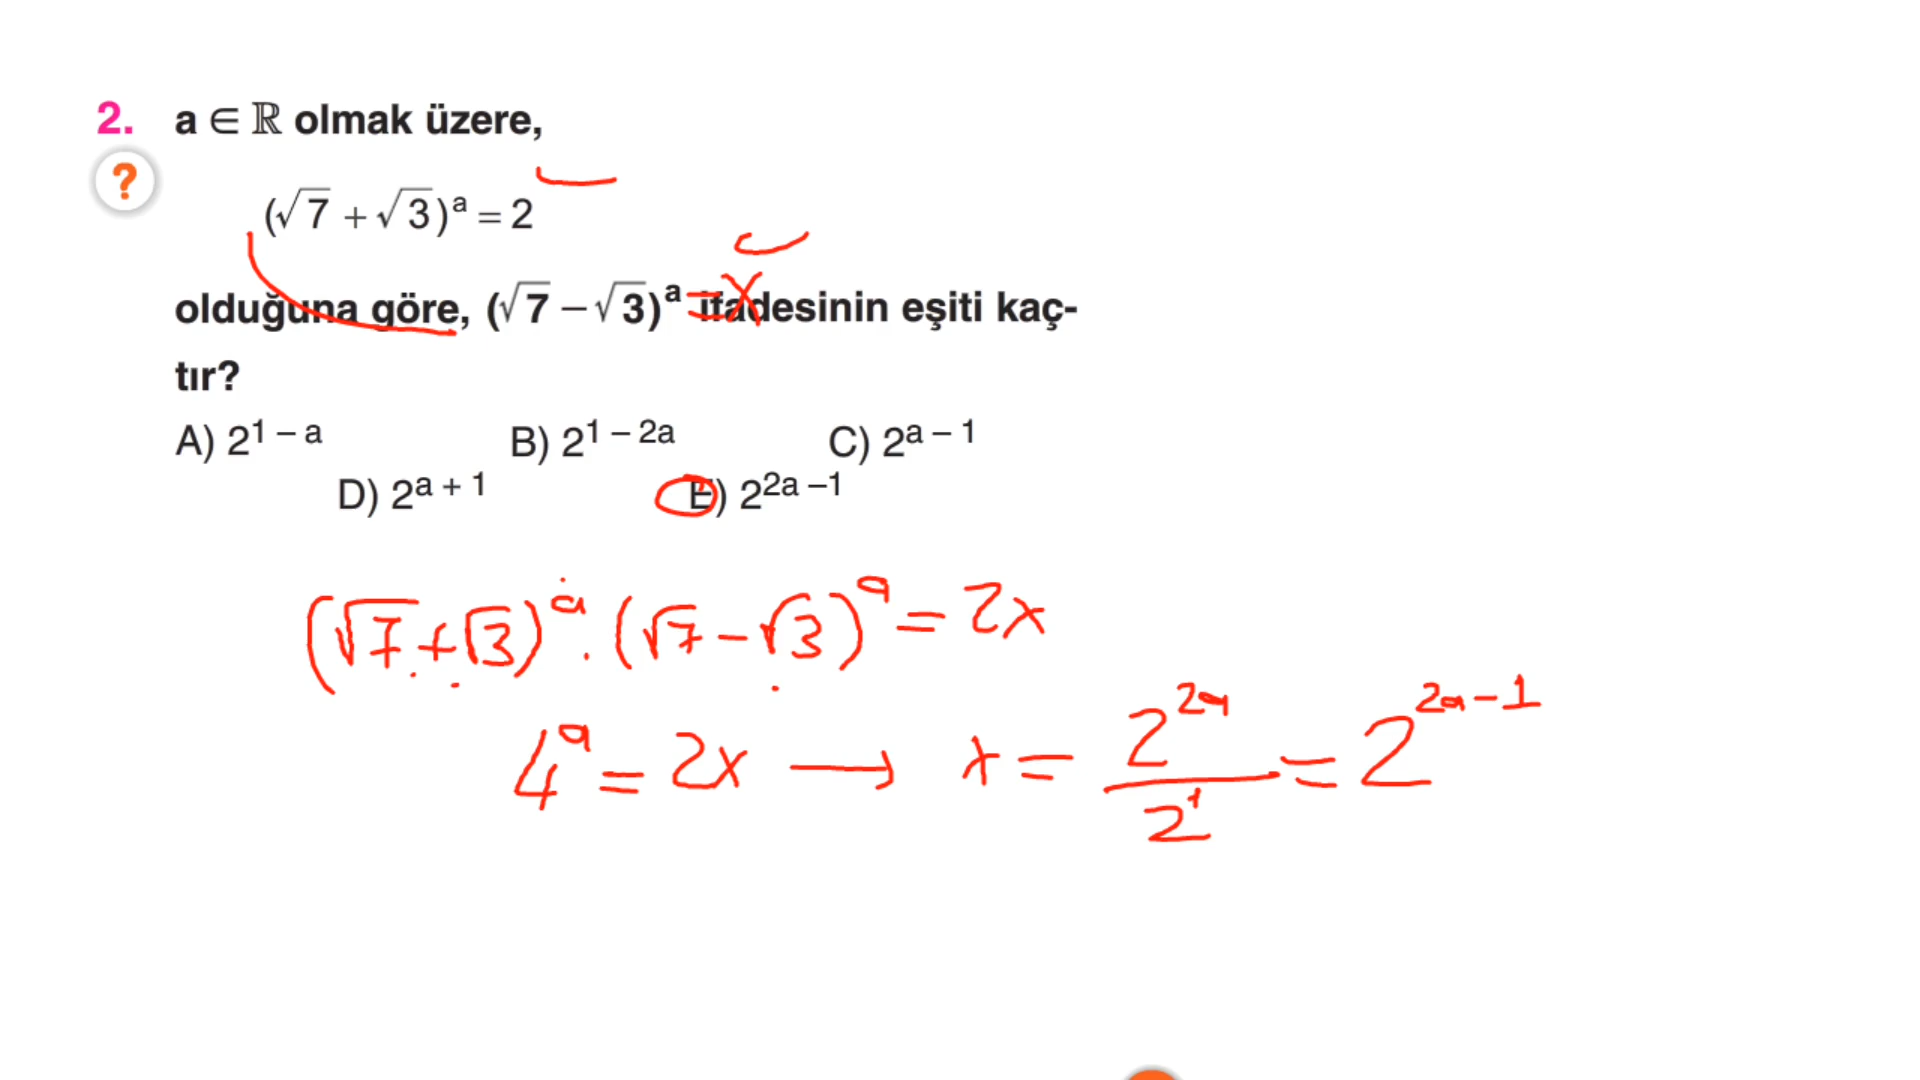 2. a ∈ ℝ olmak üzere,
?
(√7 + √3)ᵃ = 2
olduğuna göre, (√7 – √3)ᵃ = x ifadesinin eşiti kaç-
tır?
A) 2^(1 – a) B) 2^(1 – 2a) C) 2^(a – 1)
D) 2^(a + 1) E) 2^(2a –1)
(√7+√3)^a . (√7-√3)^a = 2x
4^a = 2x → x = 2^(2a) / 2^1 = 2^(2a-1)